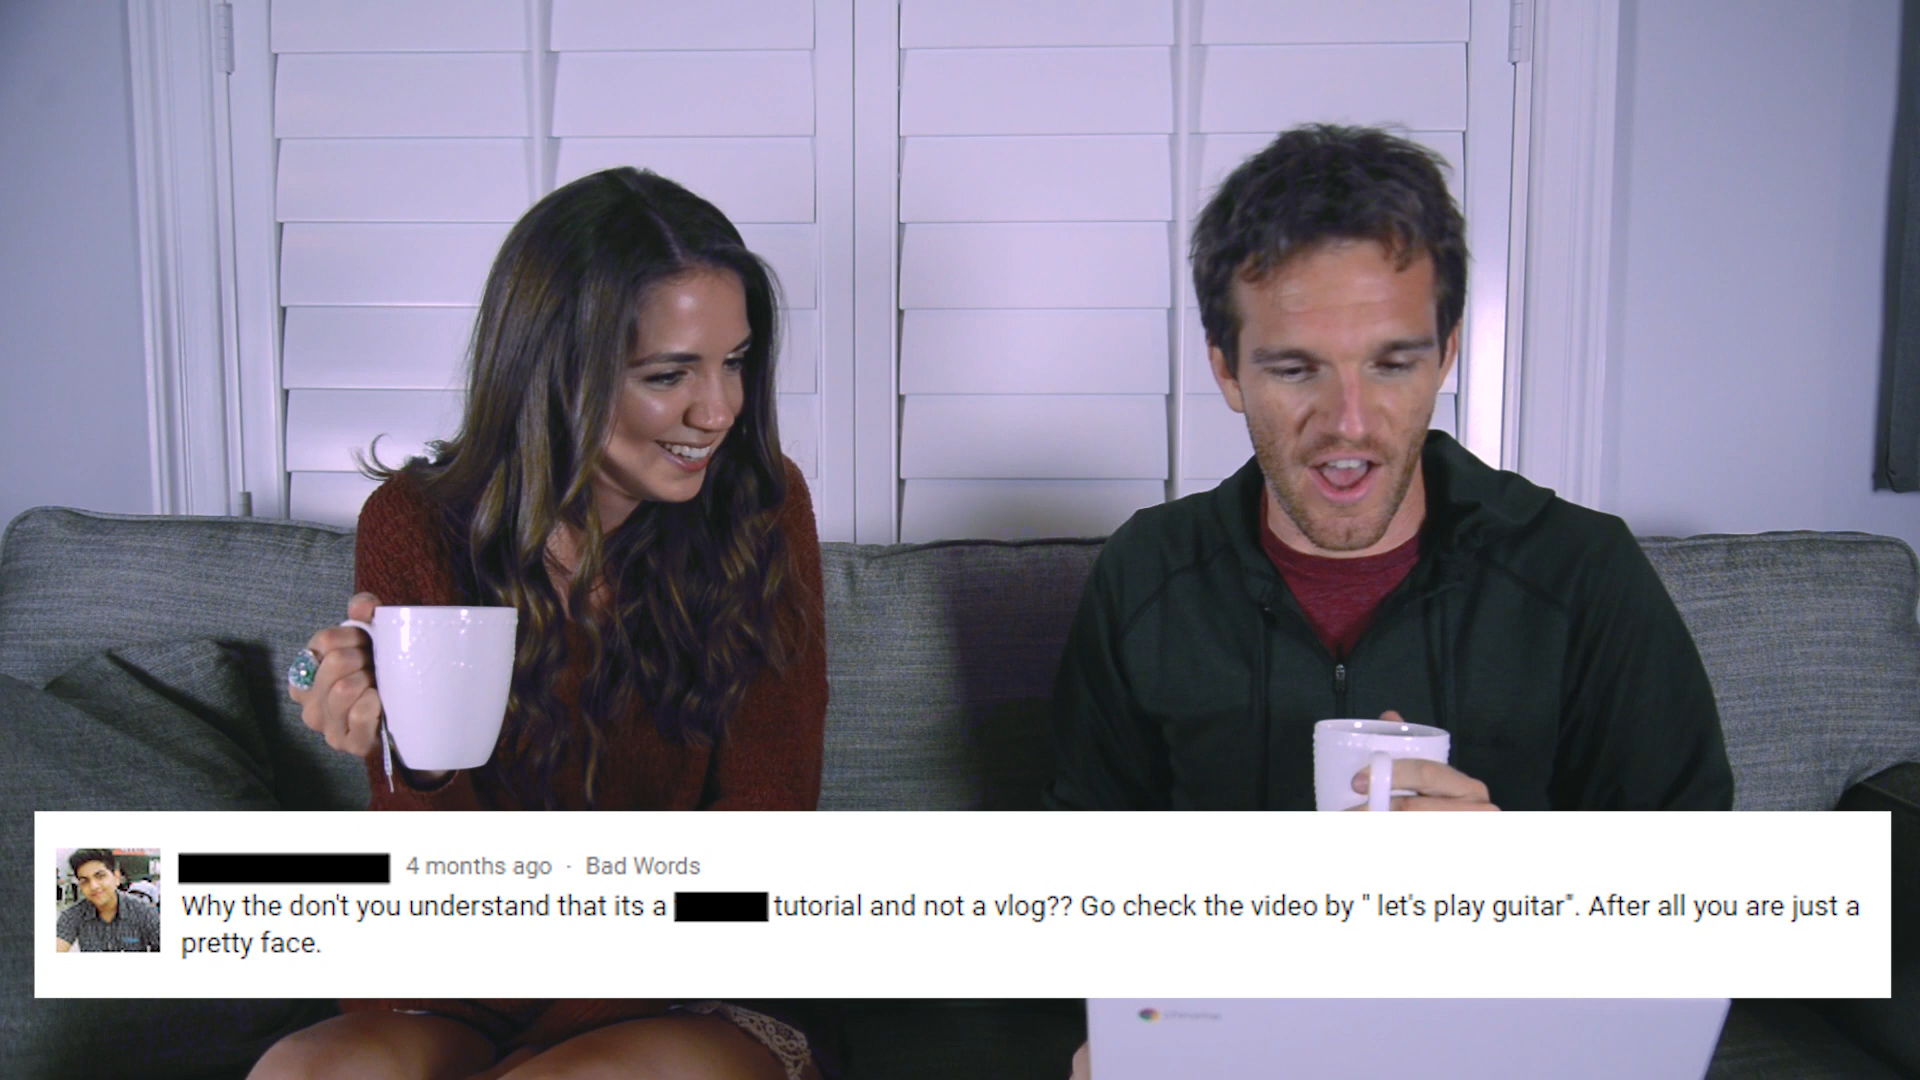 4 months ago · Bad Words
Why the don't you understand that its a tutorial and not a vlog?? Go check the video by " let's play guitar". After all you are just a
pretty face.